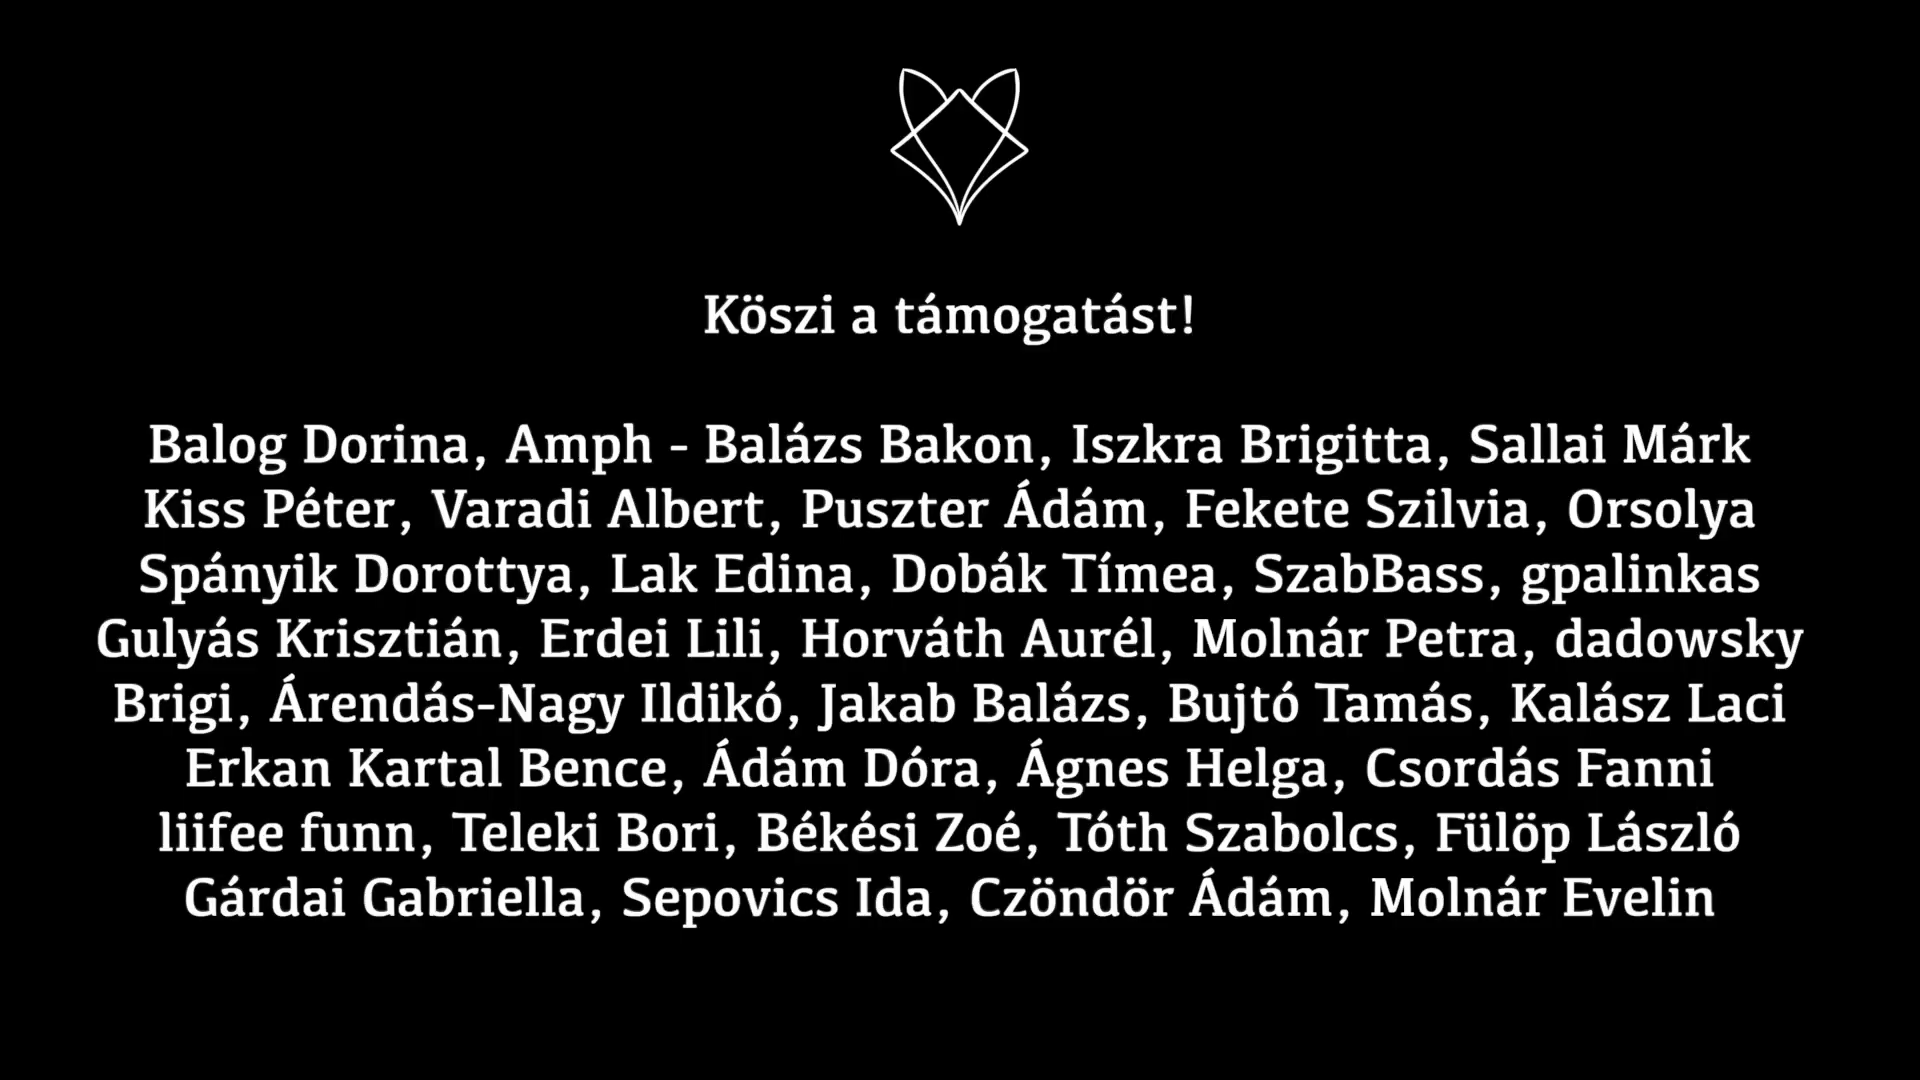 Köszi a támogatást!
Balog Dorina, Amph - Balázs Bakon, Iszkra Brigitta, Sallai Márk
Kiss Péter, Varadi Albert, Puszter Ádám, Fekete Szilvia, Orsolya
Spányik Dorottya, Lak Edina, Dobák Tímea, SzabBass, gpalinkas
Gulyás Krisztián, Erdei Lili, Horváth Aurél, Molnár Petra, dadowsky
Brigi, Árendás-Nagy Ildikó, Jakab Balázs, Bujtó Tamás, Kalász Laci
Erkan Kartal Bence, Ádám Dóra, Ágnes Helga, Csordás Fanni
liifee funn, Teleki Bori, Békési Zoé, Tóth Szabolcs, Fülöp László
Gárdai Gabriella, Sepovics Ida, Czöndör Ádám, Molnár Evelin